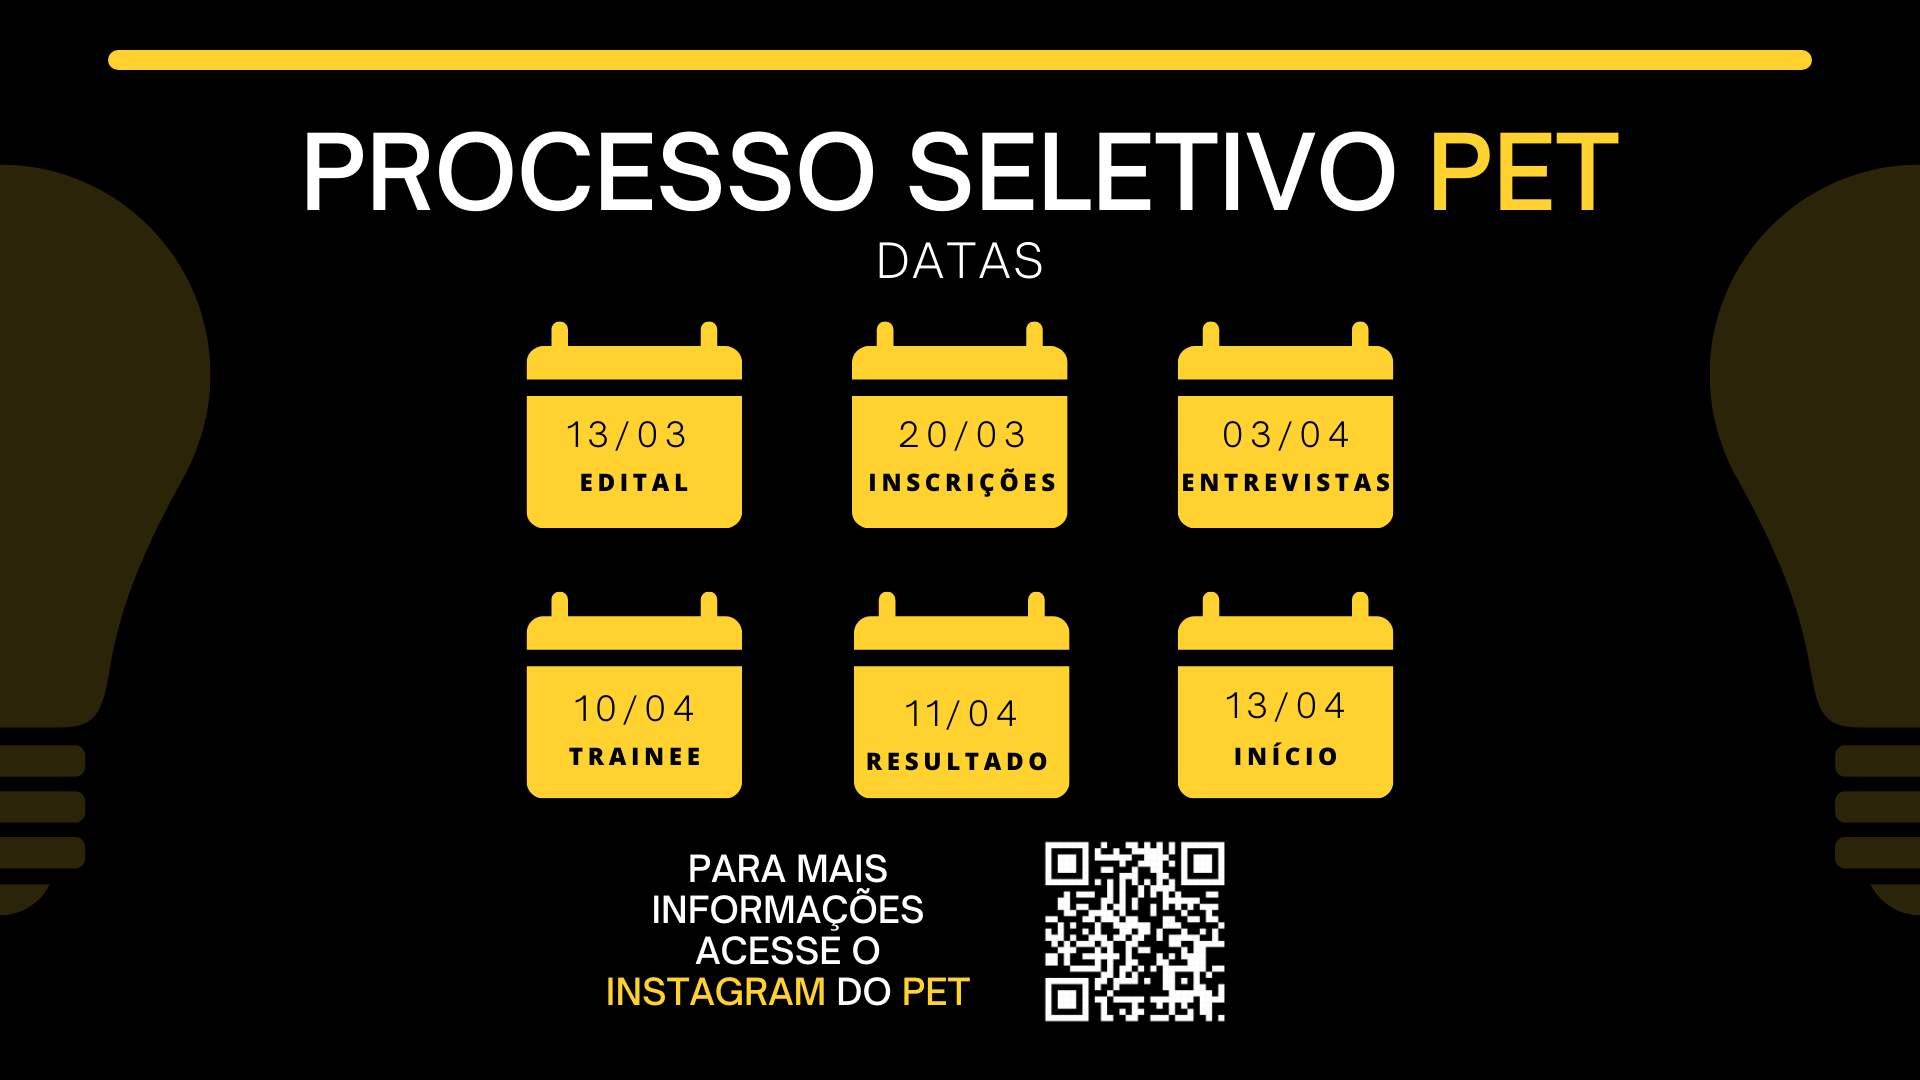 PROCESSO SELETIVO PET
DATAS
13/03
EDITAL
20/03
INSCRIÇÕES
03/04
ENTREVISTAS
10/04
TRAINEE
11/04
RESULTADO
13/04
INÍCIO
PARA MAIS
INFORMAÇÕES
ACESSE O
INSTAGRAM DO PET